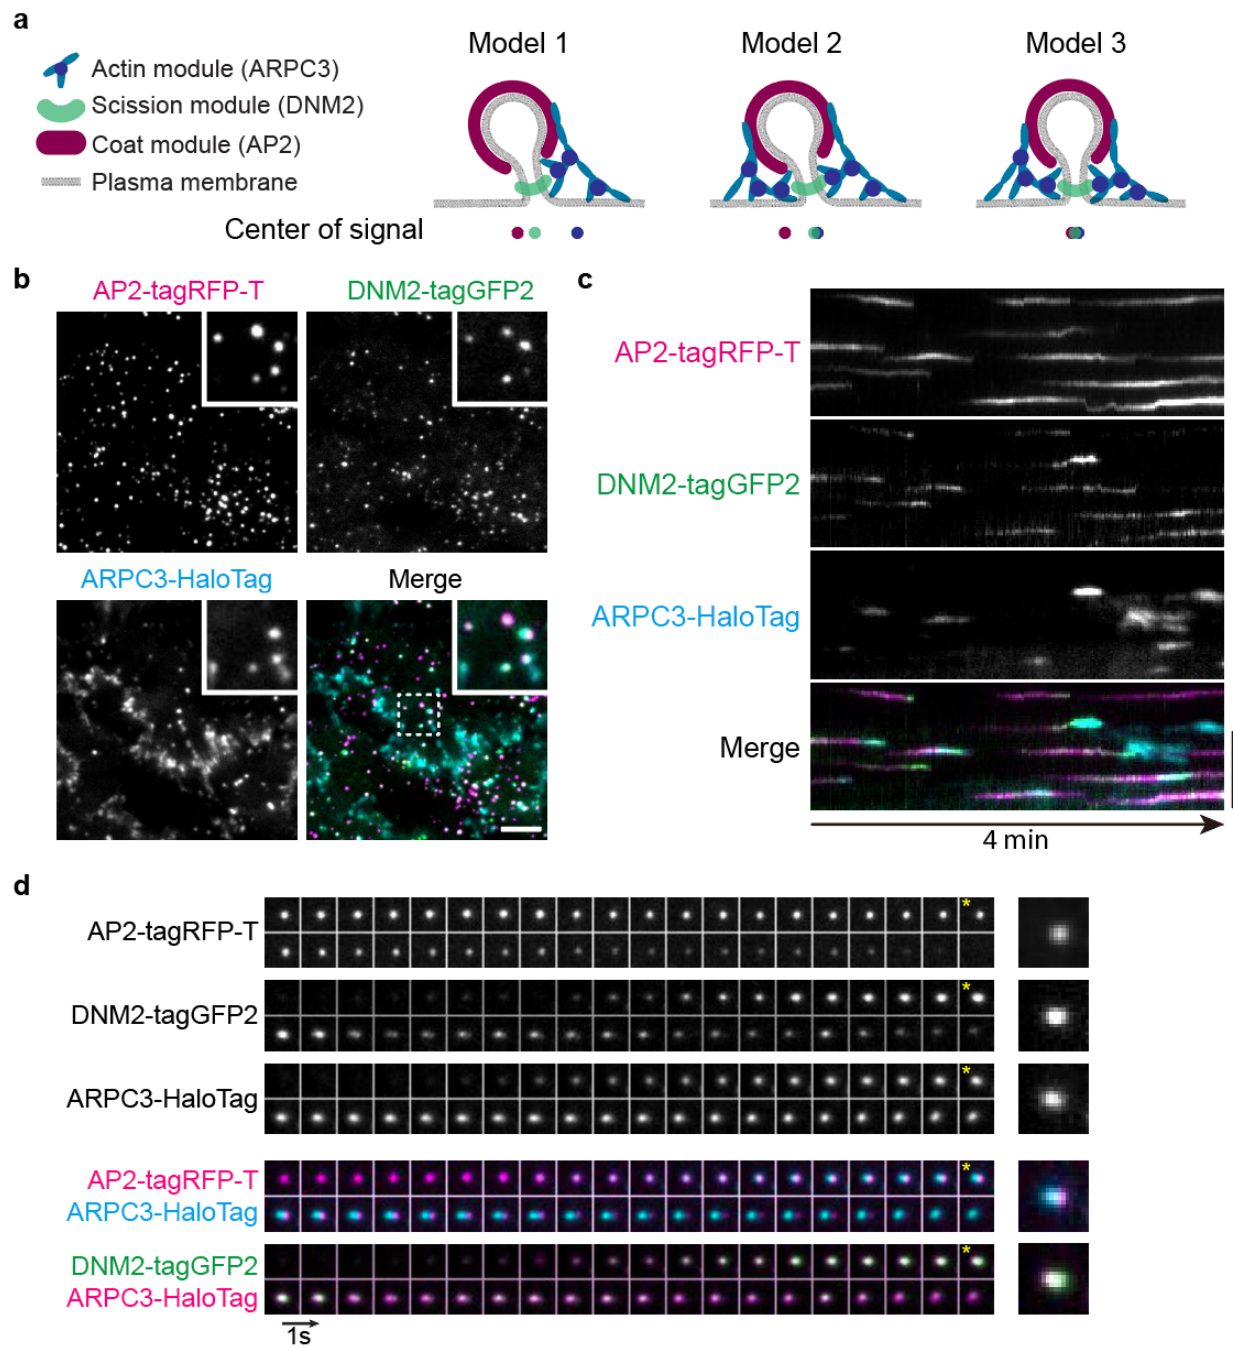 a
Model 1
Model 2
Model 3
Actin module (ARPC3)
Scission module (DNM2)
Coat module (AP2)
Plasma membrane
Center of signal
b
AP2-tagRFP-T
DNM2-tagGFP2
ARPC3-HaloTag
Merge
c
AP2-tagRFP-T
DNM2-tagGFP2
ARPC3-HaloTag
Merge
4 min
d
AP2-tagRFP-T
*
DNM2-tagGFP2
*
ARPC3-HaloTag
*
AP2-tagRFP-T
*
ARPC3-HaloTag
DNM2-tagGFP2
*
ARPC3-HaloTag
1s